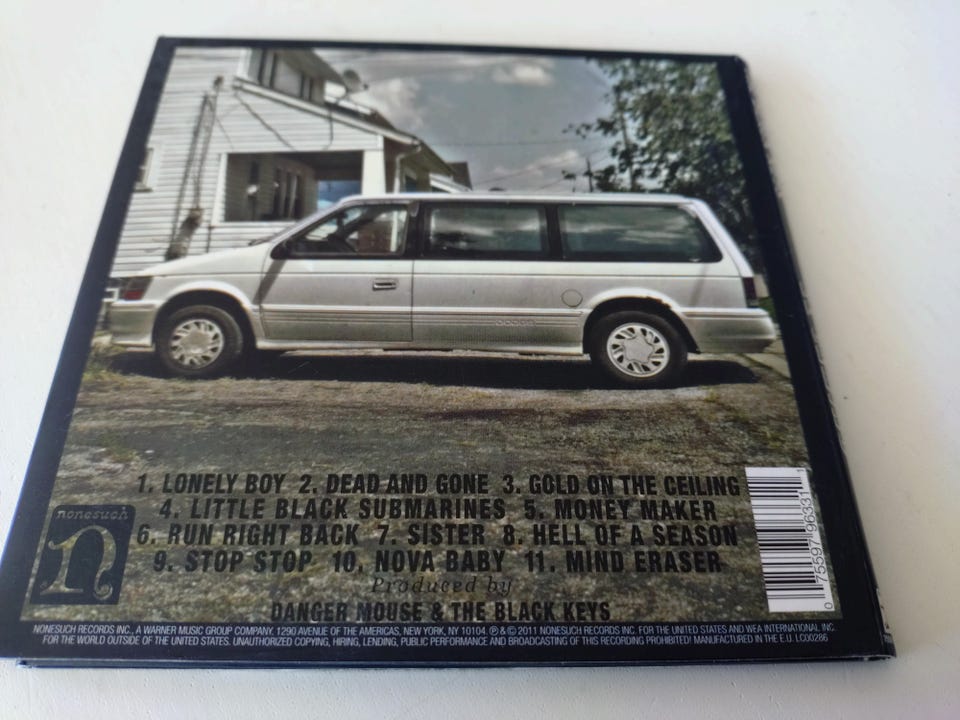 DODGE
1. LONELY BOY 2. DEAD AND GONE 3. GOLD ON THE CEILING
4. LITTLE BLACK SUBMARINES 5. MONEY MAKER
6. RUN RIGHT BACK 7. SISTER 8. HELL OF A SEASON
9. STOP STOP 10. NOVA BABY 11. MIND ERASER
Produced by
DANGER MOUSE & THE BLACK KEYS
nonesuch
n
0 75597 96331 1
NONESUCH RECORDS INC., A WARNER MUSIC GROUP COMPANY. 1290 AVENUE OF THE AMERICAS, NEW YORK, NY 10104. ℗ & © 2011 NONESUCH RECORDS INC. FOR THE UNITED STATES AND WEA INTERNATIONAL INC.
FOR THE WORLD OUTSIDE OF THE UNITED STATES. UNAUTHORIZED COPYING, HIRING, LENDING, PUBLIC PERFORMANCE AND BROADCASTING OF THIS RECORDING PROHIBITED. MANUFACTURED IN THE E.U. LC00286